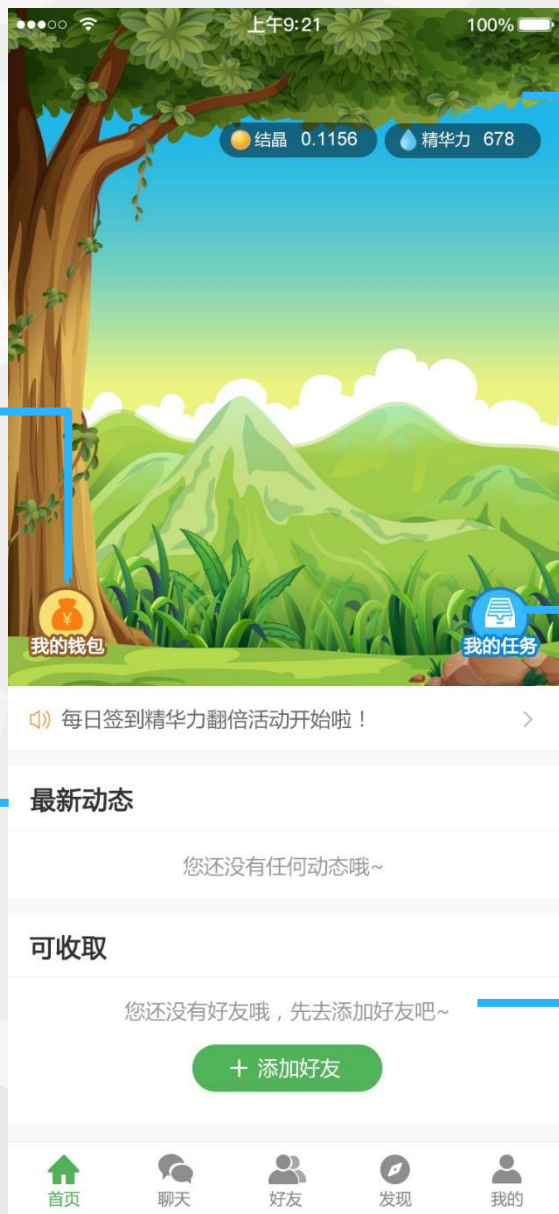 上午9:21 100%
结晶 0.1156 精华力 678
¥
我的钱包 我的任务
每日签到精华力翻倍活动开始啦！
最新动态
您还没有任何动态哦~
可收取
您还没有好友哦，先去添加好友吧~
+ 添加好友
首页 聊天 好友 发现 我的